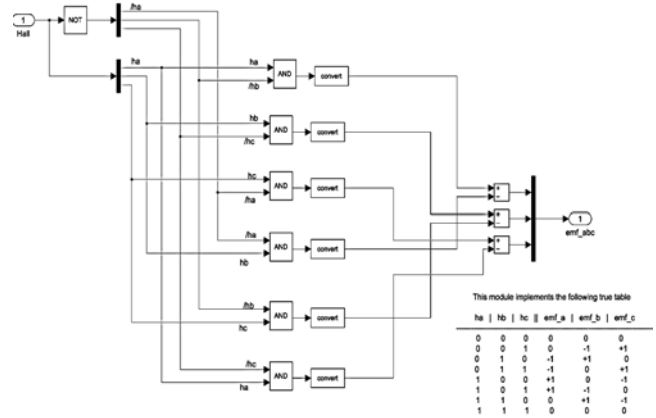 /ha
1
NOT
Hall
ha
ha
AND
convert
/hb
hb
AND
convert
/hc
hc
AND
convert
/ha
+
−
/ha
AND
convert
hb
+
−
+
−
1
emf_abc
/hb
AND
convert
hc
/hc
AND
convert
ha
This module implements the following true table
ha | hb | hc || emf_a | emf_b | emf_c
0 0 0 0 0 0
0 0 1 0 -1 +1
0 1 0 -1 +1 0
0 1 1 -1 0 +1
1 0 0 +1 0 -1
1 0 1 +1 -1 0
1 1 0 0 +1 -1
1 1 1 0 0 0